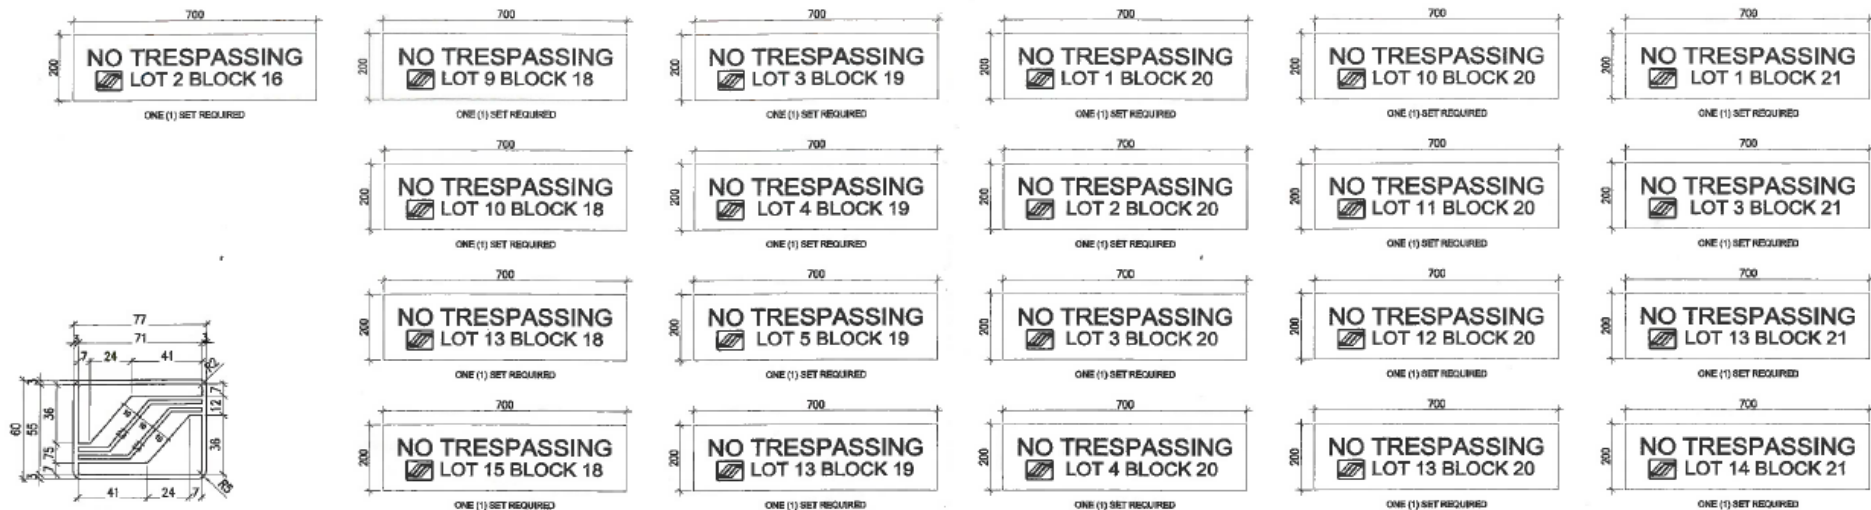 700 700 700 700 700 700
200 200 200 200 200 200
NO TRESPASSING NO TRESPASSING NO TRESPASSING NO TRESPASSING NO TRESPASSING NO TRESPASSING
LOT 2 BLOCK 16 LOT 9 BLOCK 18 LOT 3 BLOCK 19 LOT 1 BLOCK 20 LOT 10 BLOCK 20 LOT 1 BLOCK 21
ONE (1) SET REQUIRED ONE (1) SET REQUIRED ONE (1) SET REQUIRED ONE (1) SET REQUIRED ONE (1) SET REQUIRED ONE (1) SET REQUIRED
700 700 700 700 700
200 200 200 200 200
NO TRESPASSING NO TRESPASSING NO TRESPASSING NO TRESPASSING NO TRESPASSING
LOT 10 BLOCK 18 LOT 4 BLOCK 19 LOT 2 BLOCK 20 LOT 11 BLOCK 20 LOT 3 BLOCK 21
ONE (1) SET REQUIRED ONE (1) SET REQUIRED ONE (1) SET REQUIRED ONE (1) SET REQUIRED ONE (1) SET REQUIRED
700 700 700 700 700
200 200 200 200 200
NO TRESPASSING NO TRESPASSING NO TRESPASSING NO TRESPASSING NO TRESPASSING
LOT 13 BLOCK 18 LOT 5 BLOCK 19 LOT 3 BLOCK 20 LOT 12 BLOCK 20 LOT 13 BLOCK 21
ONE (1) SET REQUIRED ONE (1) SET REQUIRED ONE (1) SET REQUIRED ONE (1) SET REQUIRED ONE (1) SET REQUIRED
700 700 700 700 700
200 200 200 200 200
NO TRESPASSING NO TRESPASSING NO TRESPASSING NO TRESPASSING NO TRESPASSING
LOT 15 BLOCK 18 LOT 13 BLOCK 19 LOT 4 BLOCK 20 LOT 13 BLOCK 20 LOT 14 BLOCK 21
ONE (1) SET REQUIRED ONE (1) SET REQUIRED ONE (1) SET REQUIRED ONE (1) SET REQUIRED ONE (1) SET REQUIRED
77
3 71 3
7 24 41
R2
60 3 55 3 36 75 7
7 12 36
R5
41 24 7